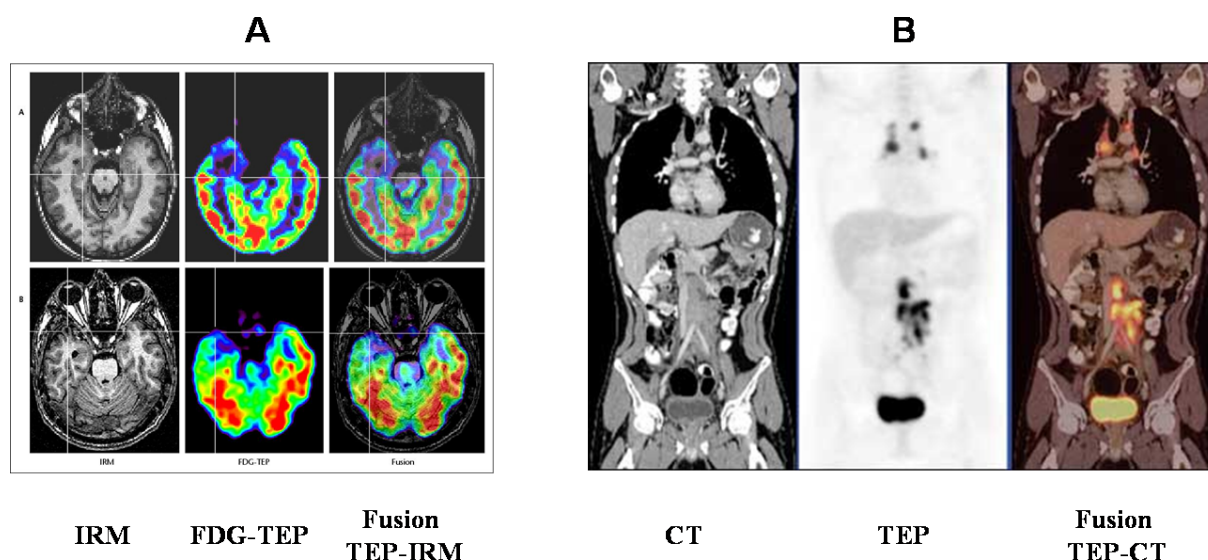 A
B
A
B
IRM
FDG-TEP
Fusion
IRM
FDG-TEP
Fusion
TEP-IRM
CT
TEP
Fusion
TEP-CT